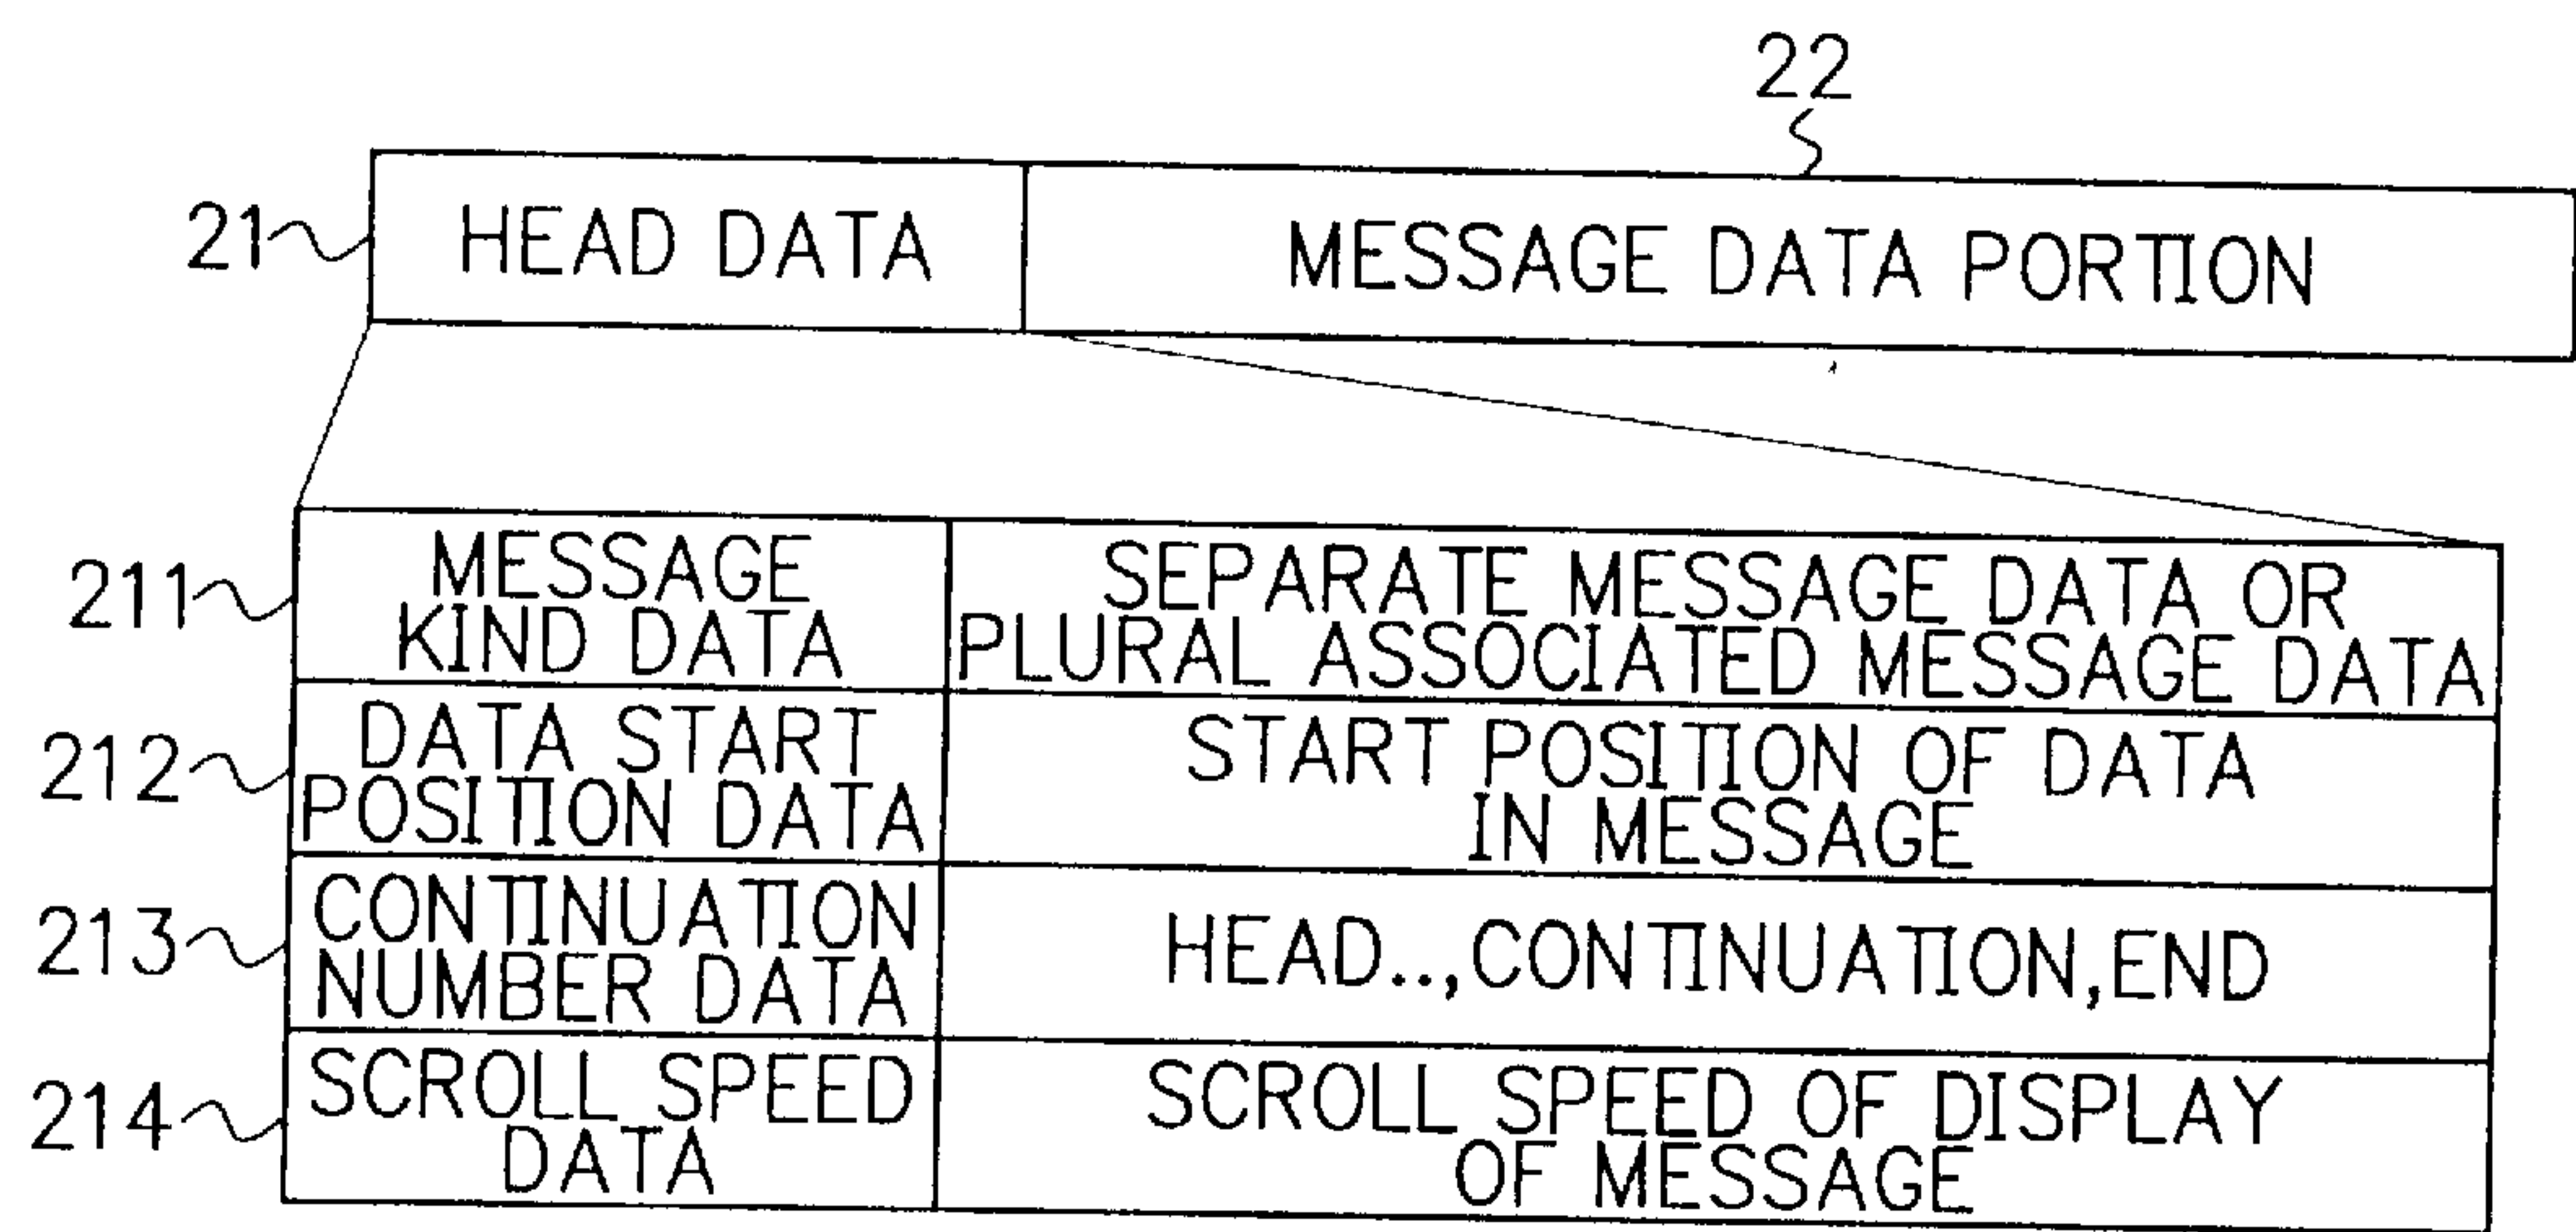 22
21 HEAD DATA MESSAGE DATA PORTION
211
MESSAGE
KIND DATA
SEPARATE MESSAGE DATA OR
PLURAL ASSOCIATED MESSAGE DATA
212
DATA START
POSITION DATA
START POSITION OF DATA
IN MESSAGE
213
CONTINUATION
NUMBER DATA
HEAD..,CONTINUATION,END
214
SCROLL SPEED
DATA
SCROLL SPEED OF DISPLAY
OF MESSAGE